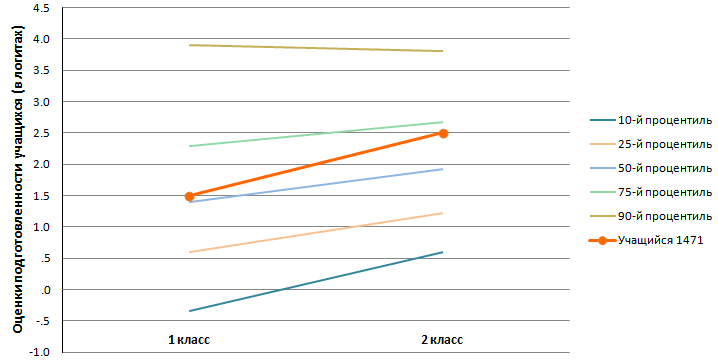 Оценки подготовленности учащихся (в логитах)
4.5
4.0
3.5
3.0
2.5
2.0
1.5
1.0
.5
.0
-.5
-1.0
1 класс
2 класс
10-й процентиль
25-й процентиль
50-й процентиль
75-й процентиль
90-й процентиль
Учащийся 1471